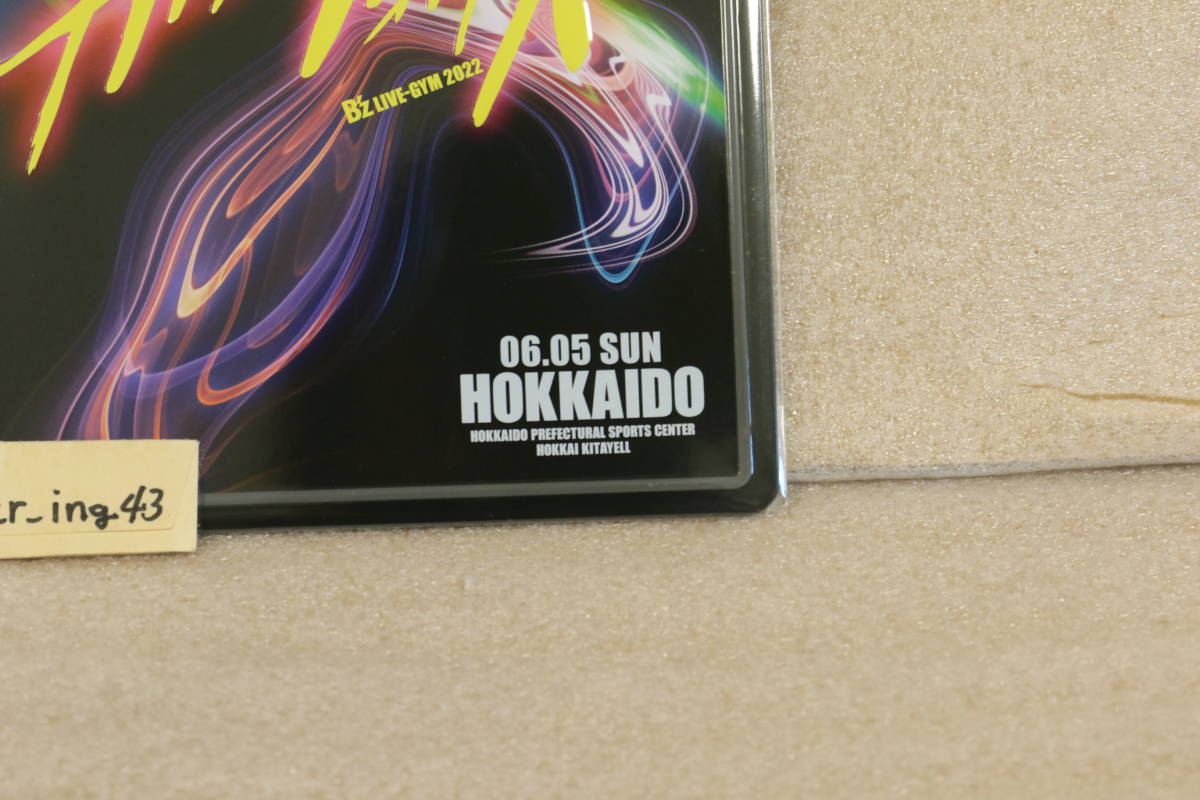 B'z LIVE-GYM 2022
06.05 SUN
HOKKAIDO
HOKKAIDO PREFECTURAL SPORTS CENTER
HOKKAI KITAYELL
r_ing43